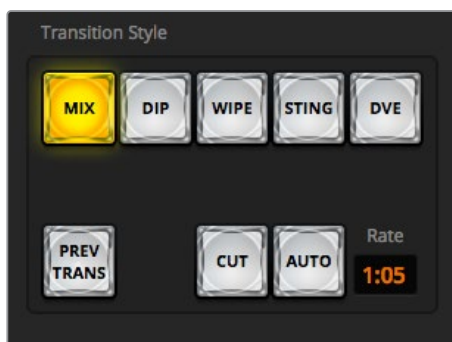 Transition Style
MIX DIP WIPE STING DVE
PREV
TRANS
CUT AUTO
Rate
1:05